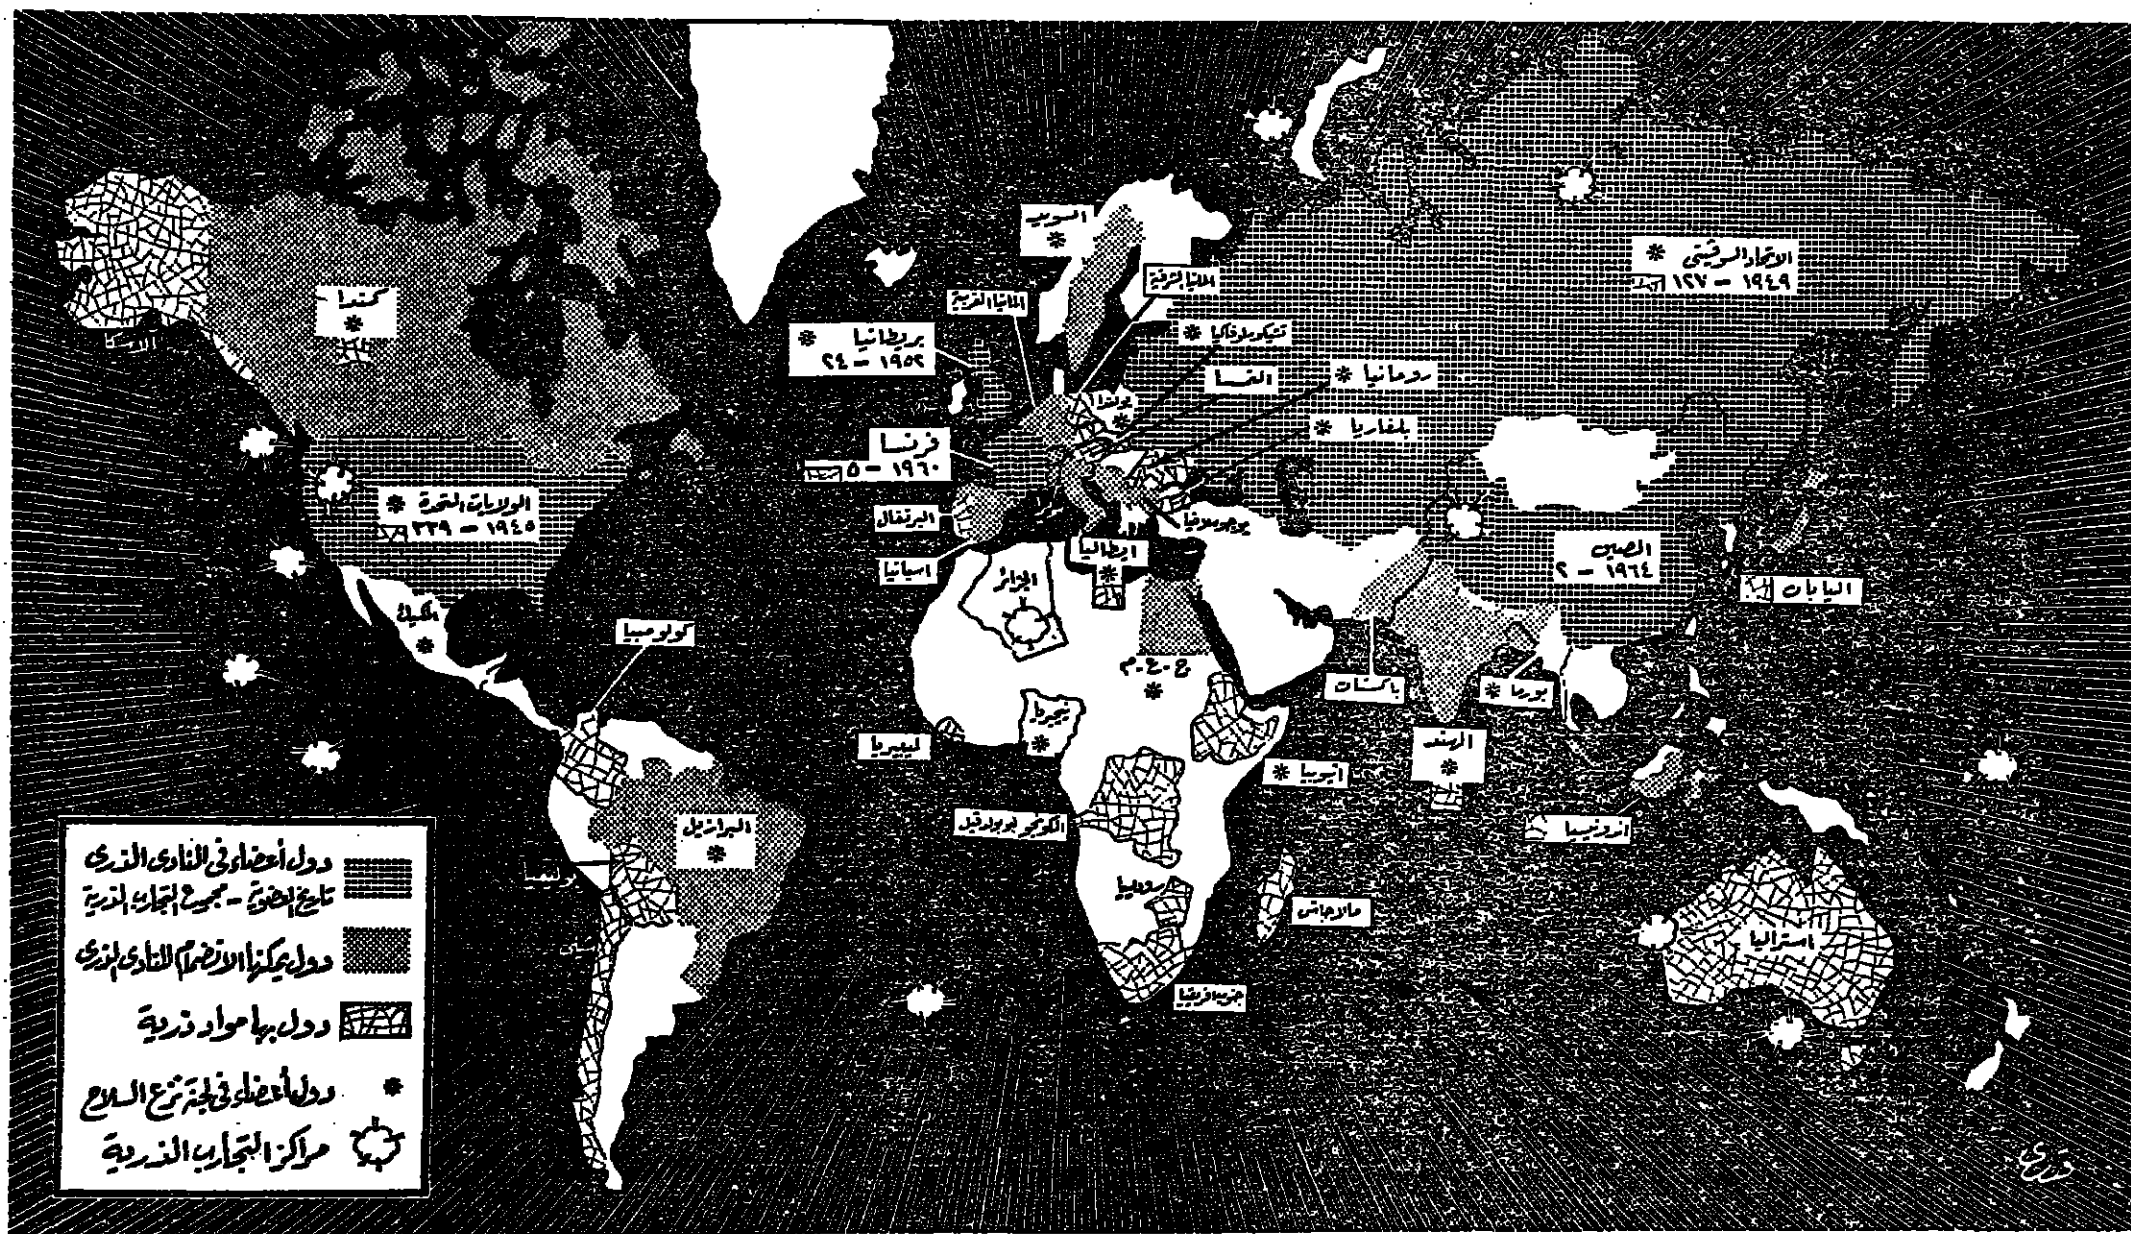 السويد
كندا
الاتحاد السوفيتى
١٩٤٩ - ١٢٧
المانيا الشرقية
المانيا الغربية
بريطانيا
١٩٥٢ - ٢٤
تشيكوسلوفاكيا
النمسا
رومانيا
بولندا
بلغاريا
فرنسا
١٩٦٠ - ٥
الولايات المتحدة
١٩٤٥ - ٣٣٩
البرتغال
اسبانيا
يوجوسلافيا
ايطاليا
الجزائر
الصين
١٩٦٤ - ٢
اليابان
المكسيك
كولومبيا
ج.ع.م
باكستان
بورما
نيجيريا
ليبيريا
الهند
اثيوبيا
الكونجو ليوبولدفيل
اندونيسيا
البرازيل
روديسيا
مالاجاش
استراليا
جنوب افريقيا
دول أعضاء فى النادى الذرى
تاريخ العضوية - مجموع التجارب الذرية
دول يمكنها الانضمام للنادى الذرى
دول بها مواد ذرية
دول أعضاء فى لجنة نزع السلاح
مراكز التجارب الذرية